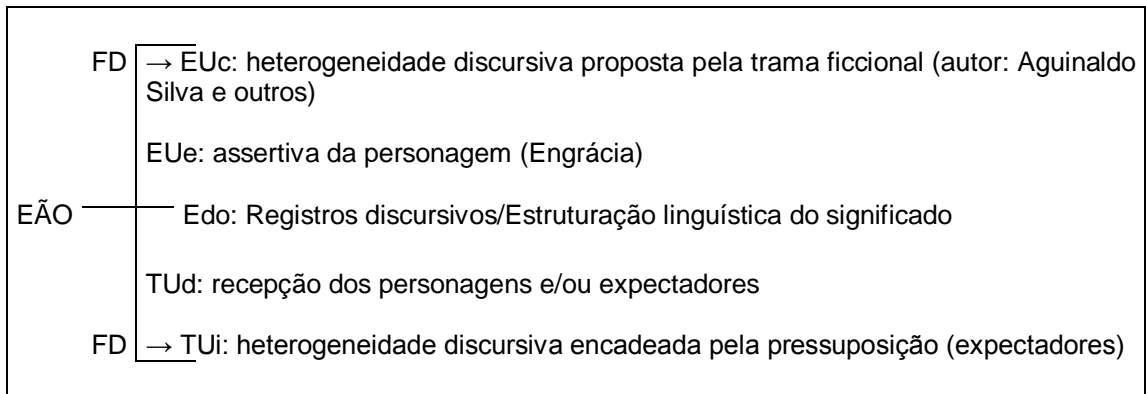 FD → EUc: heterogeneidade discursiva proposta pela trama ficcional (autor: Aguinaldo
Silva e outros)
EUe: assertiva da personagem (Engrácia)
EÃO Edo: Registros discursivos/Estruturação linguística do significado
TUd: recepção dos personagens e/ou expectadores
FD → TUi: heterogeneidade discursiva encadeada pela pressuposição (expectadores)